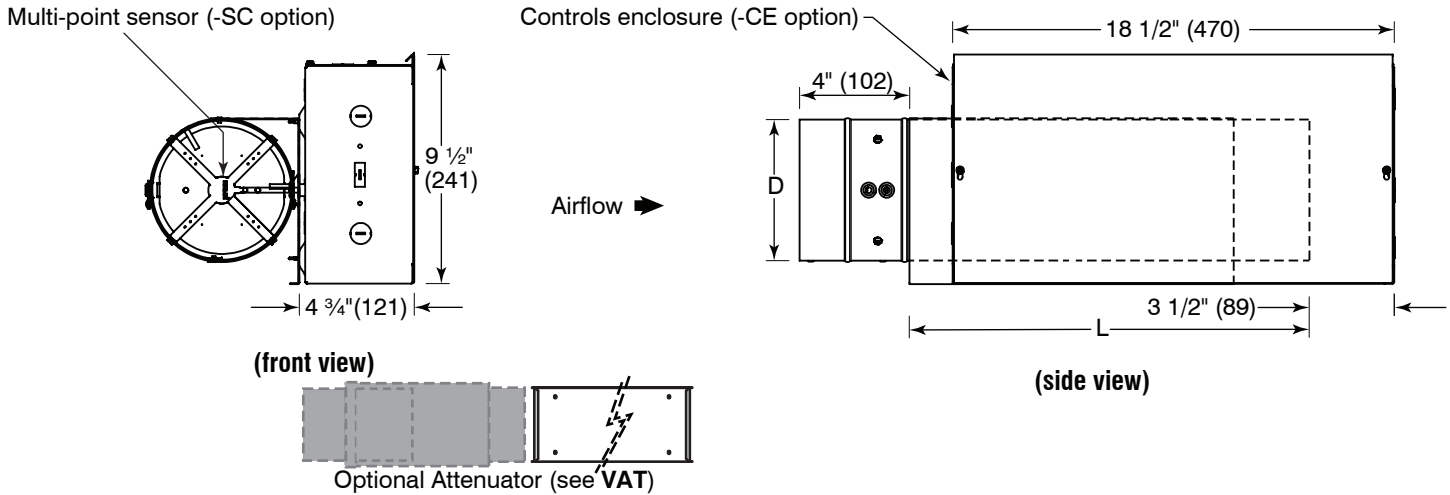 Multi-point sensor (-SC option)
Controls enclosure (-CE option)
18 1/2" (470)
4" (102)
9 ½"
(241)
D
Airflow
4 ¾"(121)
3 1/2" (89)
L
(front view)
(side view)
Optional Attenuator (see VAT)